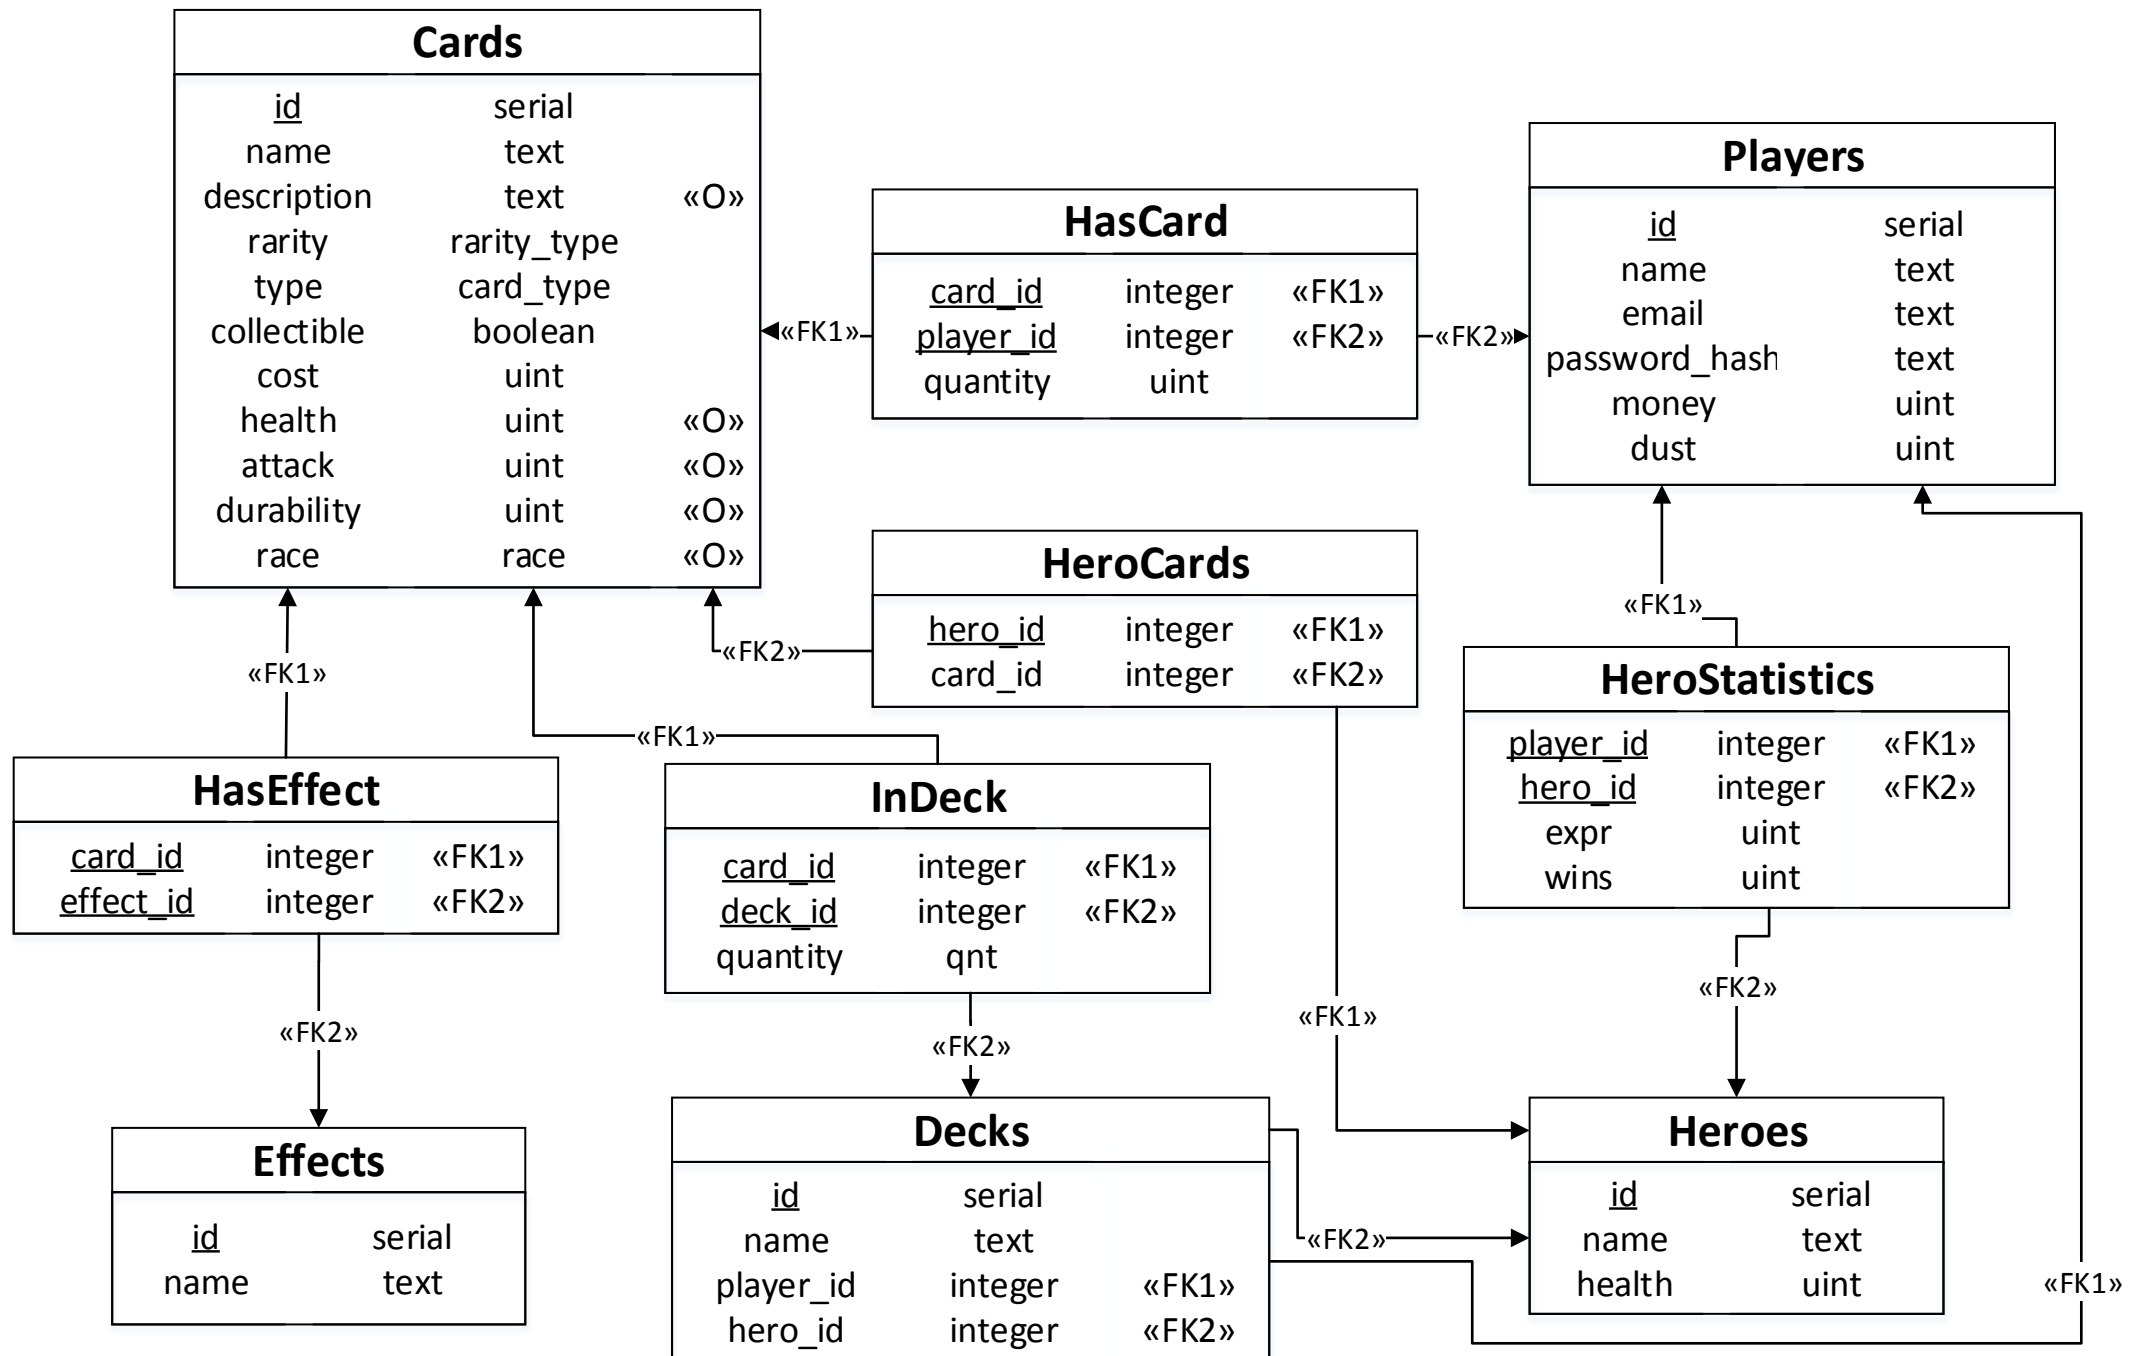 Cards
id serial
name text
description text «O»
rarity rarity_type
type card_type
collectible boolean
cost uint
health uint «O»
attack uint «O»
durability uint «O»
race race «O»
«FK1»
HasCard
card_id integer «FK1»
player_id integer «FK2»
quantity uint
«FK2»
Players
id serial
name text
email text
password_hash text
money uint
dust uint
HeroCards
hero_id integer «FK1»
card_id integer «FK2»
«FK2»
«FK1»
«FK1»
HeroStatistics
player_id integer «FK1»
hero_id integer «FK2»
expr uint
wins uint
«FK1»
HasEffect
card_id integer «FK1»
effect_id integer «FK2»
«FK1»
InDeck
card_id integer «FK1»
deck_id integer «FK2»
quantity qnt
«FK2»
«FK2»
«FK2»
Effects
id serial
name text
Decks
id serial
name text
player_id integer «FK1»
hero_id integer «FK2»
«FK2»
Heroes
id serial
name text
health uint
«FK1»